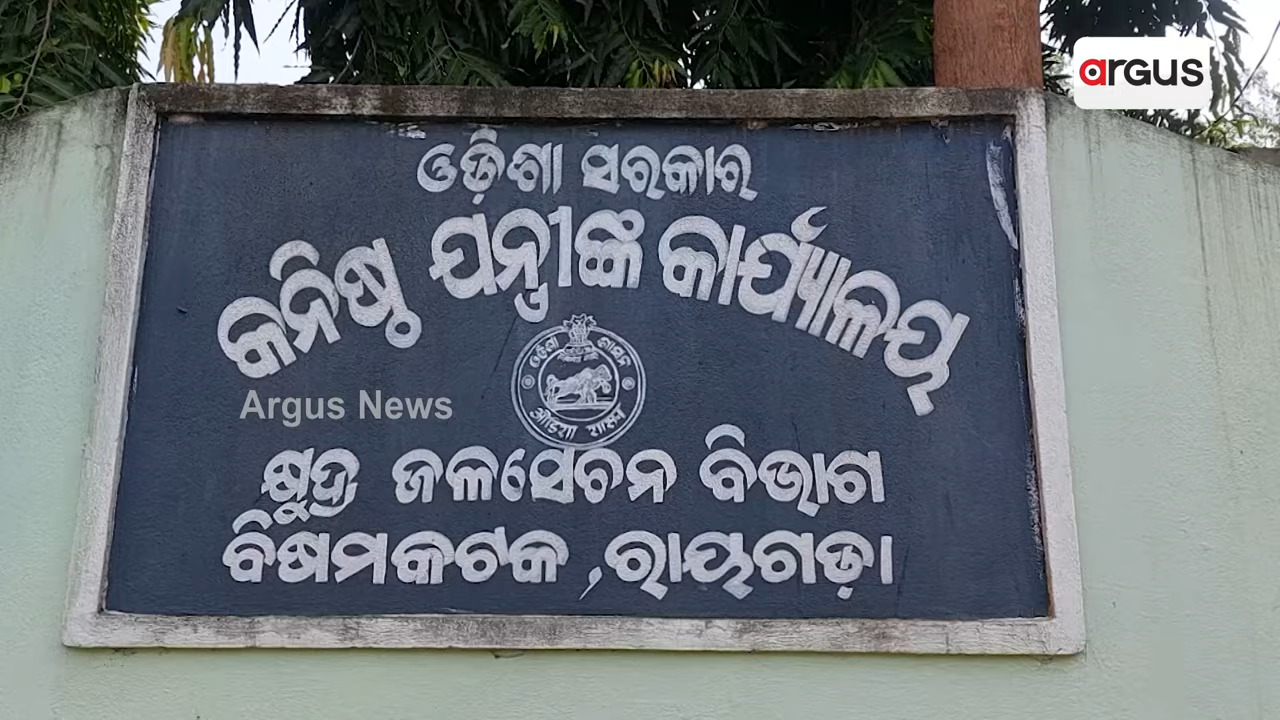 argus
ଓଡ଼ିଶା ସରକାର
କନିଷ୍ଠ ଯନ୍ତ୍ରୀଙ୍କ କାର୍ଯ୍ୟାଳୟ
Argus News
କ୍ଷୁଦ୍ର ଜଳସେଚନ ବିଭାଗ
ବିଷମକଟକ ,ରାୟଗଡ଼ା